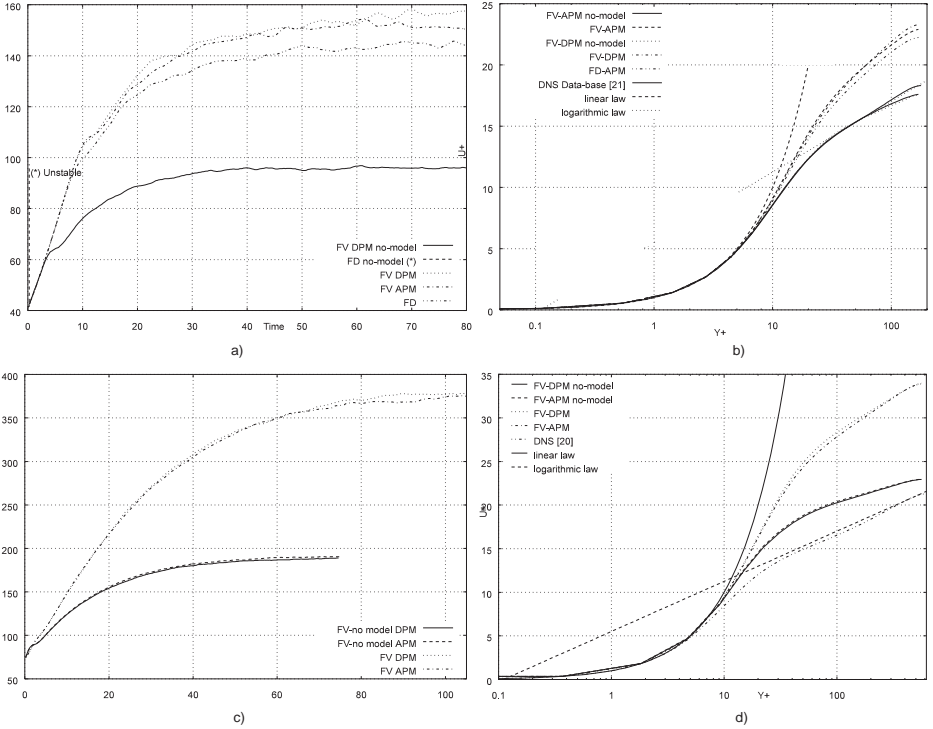 160
140
120
100
80
60
40
(*) Unstable
U+
FV DPM no-model
FD no-model (*)
FV DPM
FV APM
FD
0
10
20
30
40
Time
50
60
70
80
a)
25
20
15
10
5
0
FV-APM no-model
FV-APM
FV-DPM no-model
FV-DPM
FD-APM
DNS Data-base [21]
linear law
logarithmic law
0.1
1
10
100
Y+
b)
400
350
300
250
200
150
100
50
FV-no model DPM
FV-no model APM
FV DPM
FV APM
0
20
40
60
80
100
c)
35
30
25
20
15
10
5
0
U+
FV-DPM no-model
FV-APM no-model
FV-DPM
FV-APM
DNS [20]
linear law
logarithmic law
0.1
1
10
100
Y+
d)